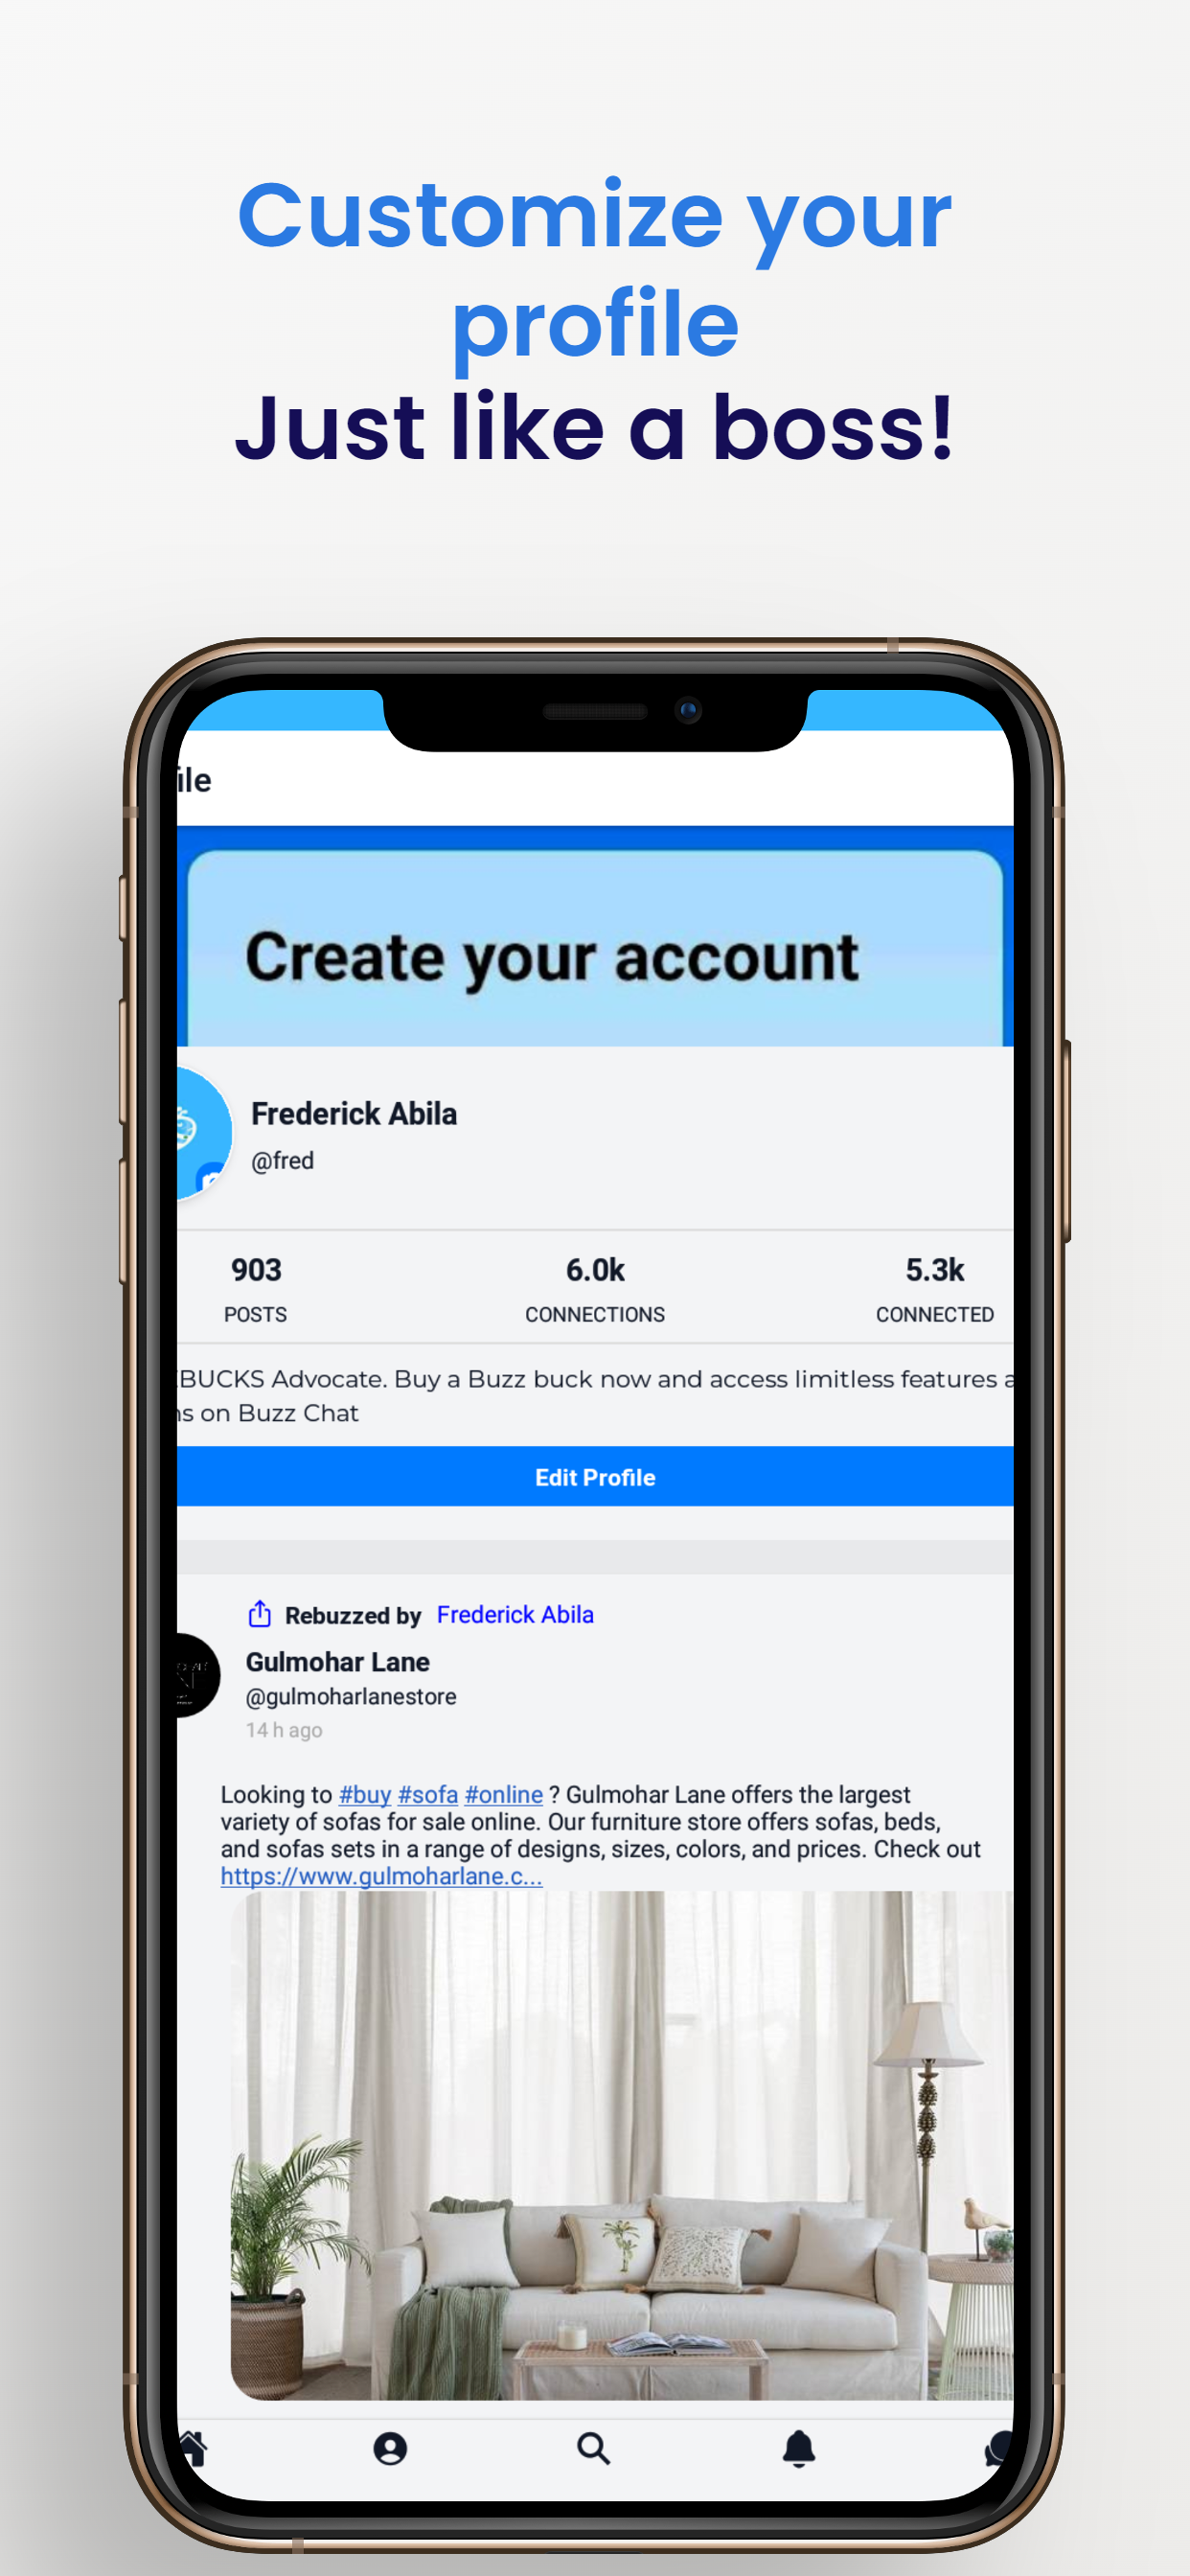 Customize your
profile
Just like a boss!
ile
Create your account
Frederick Abila
@fred
903
6.0k
5.3k
POSTS
CONNECTIONS
CONNECTED
BUCKS Advocate. Buy a Buzz buck now and access limitless features a
ns on Buzz Chat
Edit Profile
Rebuzzed by Frederick Abila
Gulmohar Lane
@gulmoharlanestore
14 h ago
Looking to #buy #sofa #online ? Gulmohar Lane offers the largest
variety of sofas for sale online. Our furniture store offers sofas, beds,
and sofas sets in a range of designs, sizes, colors, and prices. Check out
https://www.gulmoharlane.c...